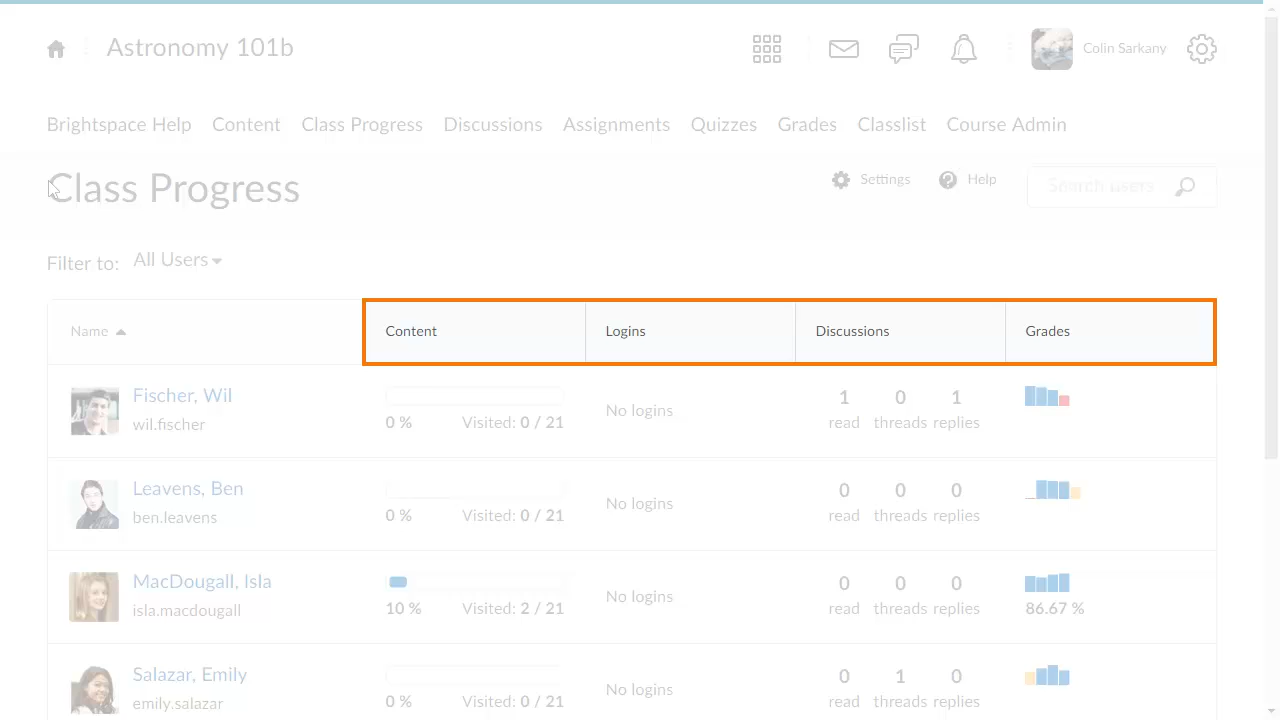 Astronomy 101b
Colin Sarkany
Brightspace Help Content Class Progress Discussions Assignments Quizzes Grades Classlist Course Admin
Class Progress
Settings Help Search users
Filter to: All Users
Name Content Logins Discussions Grades
Fischer, Wil
wil.fischer
0 % Visited: 0 / 21
No logins
1 0 1
read threads replies
Leavens, Ben
ben.leavens
0 % Visited: 0 / 21
No logins
0 0 0
read threads replies
MacDougall, Isla
isla.macdougall
10 % Visited: 2 / 21
No logins
0 0 0
read threads replies
86.67 %
Salazar, Emily
emily.salazar
0 % Visited: 0 / 21
No logins
0 1 0
read threads replies